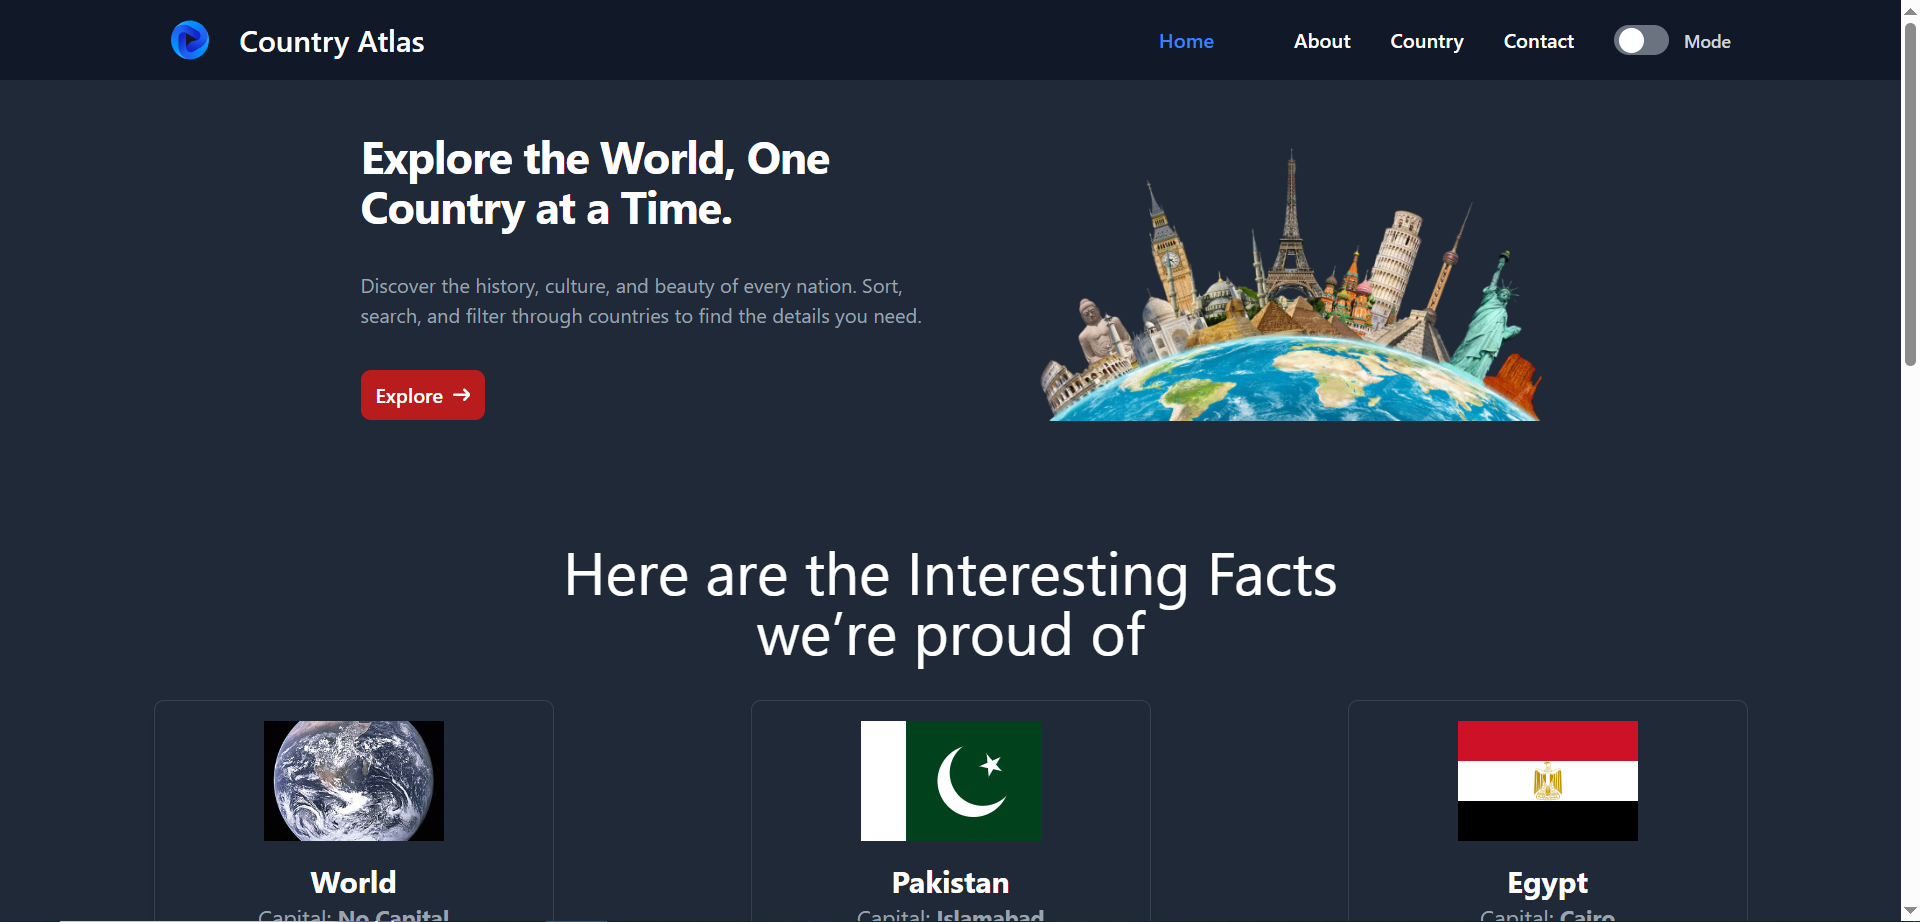 Country Atlas
Home
About
Country
Contact
Mode
Explore the World, One
Country at a Time.
Discover the history, culture, and beauty of every nation. Sort,
search, and filter through countries to find the details you need.
Explore →
Here are the Interesting Facts
we’re proud of
World
Capital: No Capital
Pakistan
Capital: Islamabad
Egypt
Capital: Cairo